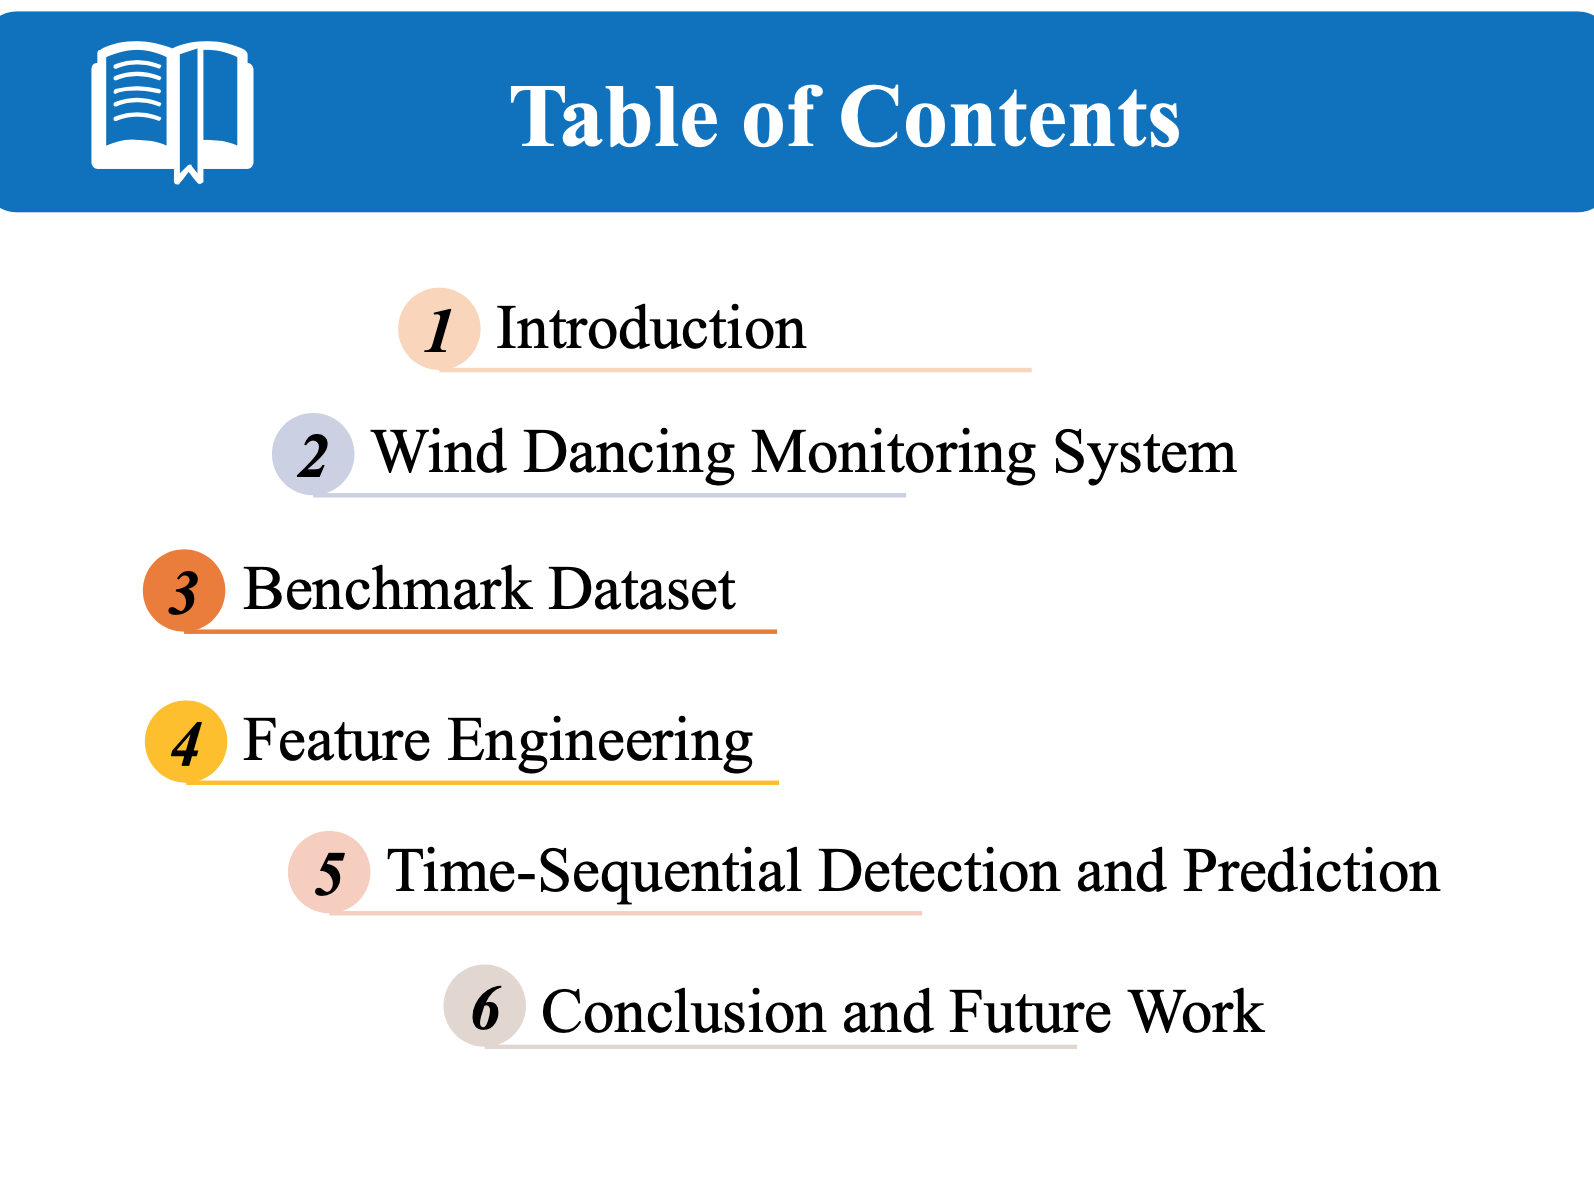 Table of Contents
1 Introduction
2 Wind Dancing Monitoring System
3 Benchmark Dataset
4 Feature Engineering
5 Time-Sequential Detection and Prediction
6 Conclusion and Future Work